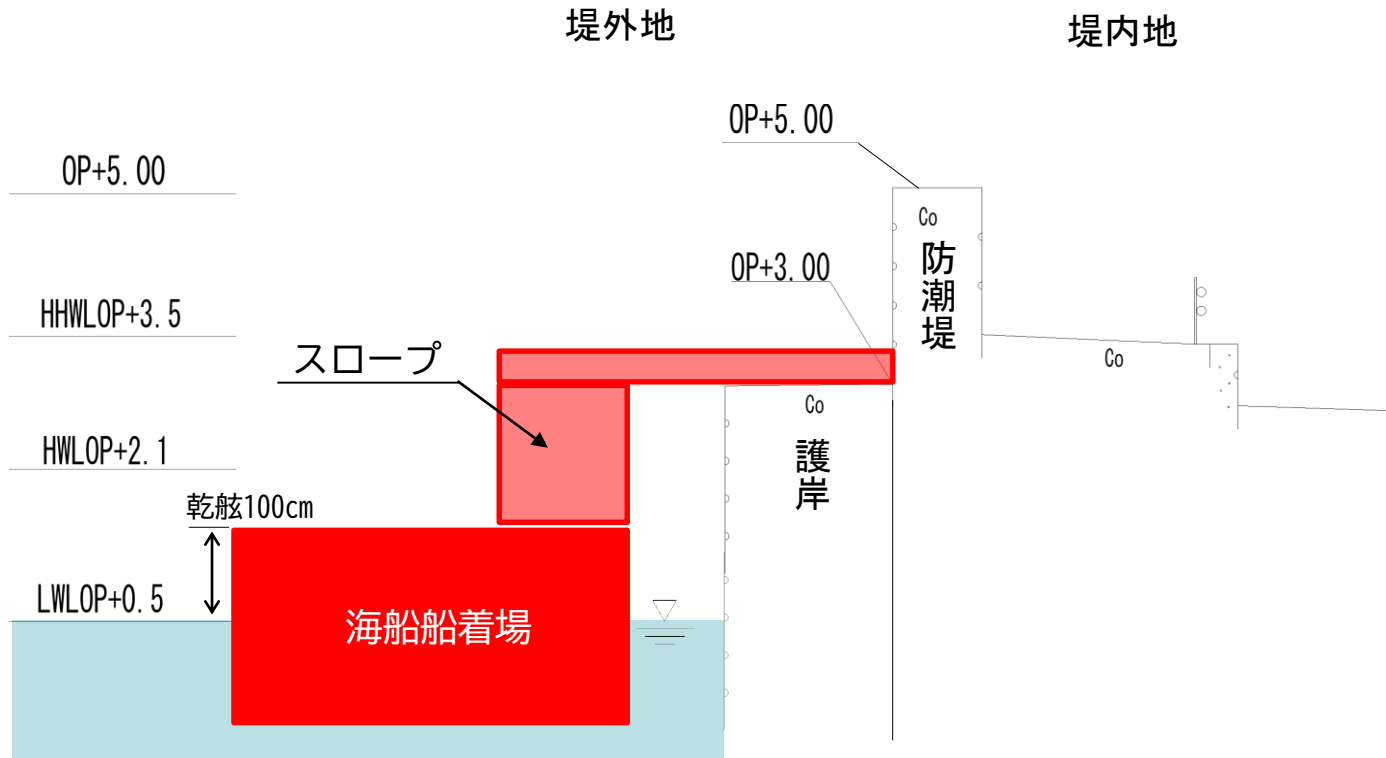 堤外地
堤内地
OP+5.00
OP+5.00
Co
防潮堤
OP+3.00
HHWLOP+3.5
スロープ
Co
Co
護岸
HWLOP+2.1
乾舷100cm
LWLOP+0.5
海船船着場